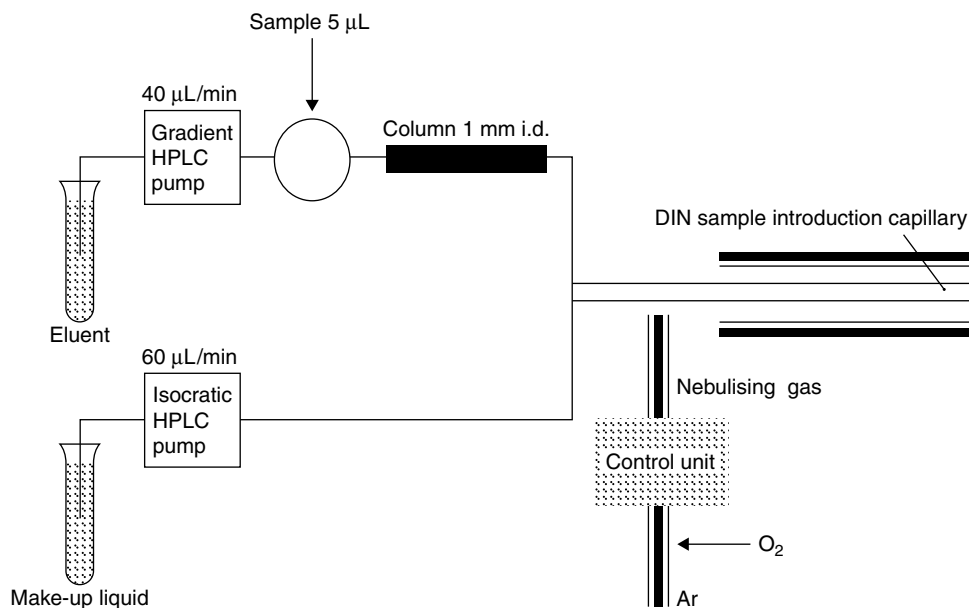 Sample 5 μL
40 μL/min
Gradient
HPLC
pump
Column 1 mm i.d.
DIN sample introduction capillary
Eluent
60 μL/min
Isocratic
HPLC
pump
Nebulising gas
Control unit
O₂
Make-up liquid
Ar